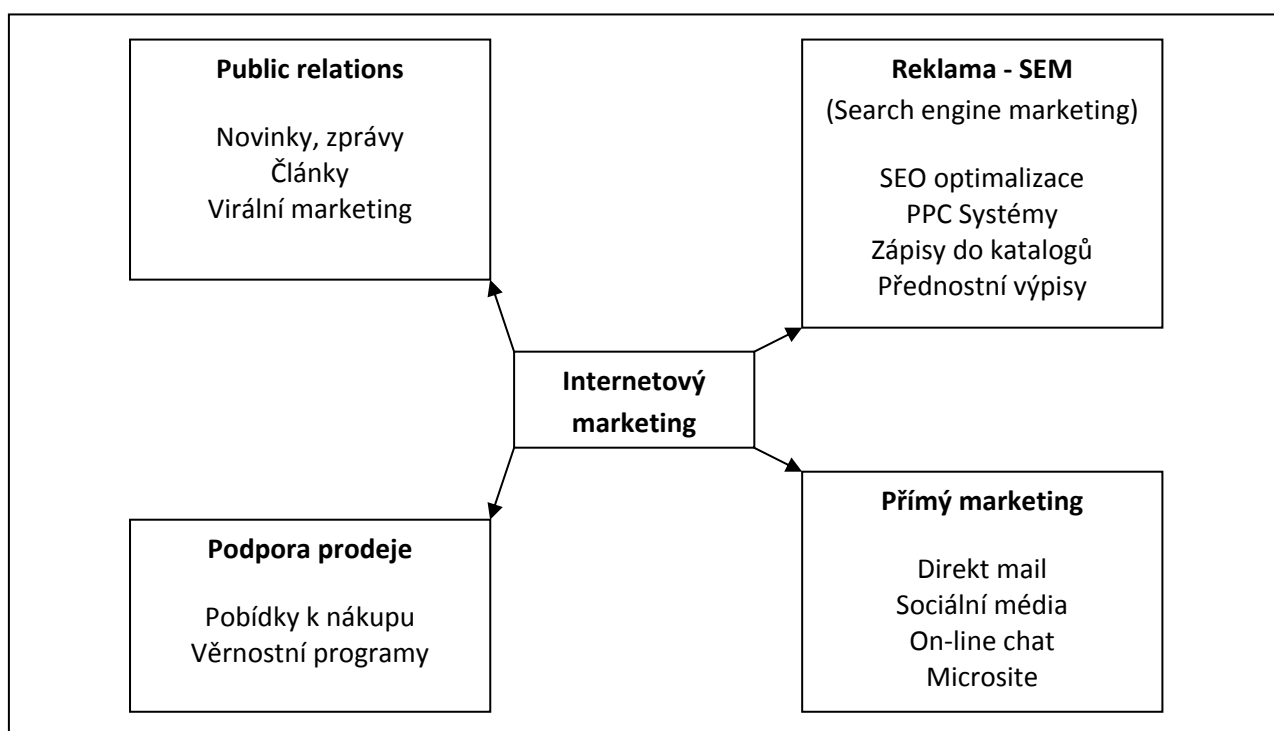 Public relations
Novinky, zprávy
Články
Virální marketing
Reklama - SEM
(Search engine marketing)
SEO optimalizace
PPC Systémy
Zápisy do katalogů
Přednostní výpisy
Internetový
marketing
Podpora prodeje
Pobídky k nákupu
Věrnostní programy
Přímý marketing
Direkt mail
Sociální média
On-line chat
Microsite